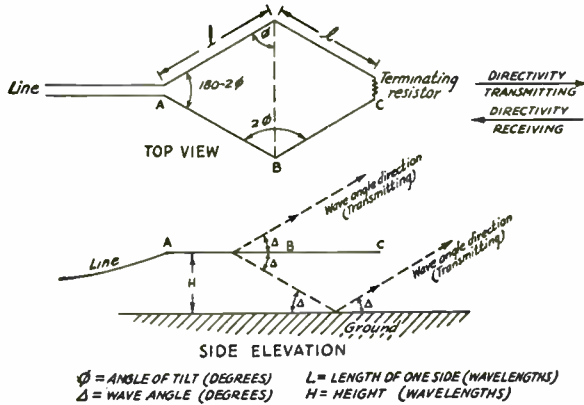 l
l
ϕ
Line
180-2ϕ
A
Terminating
resistor
C
DIRECTIVITY
TRANSMITTING
DIRECTIVITY
RECEIVING
2ϕ
B
TOP VIEW
Wave angle direction
(Transmitting)
A
Δ
B
C
Δ
Line
H
Wave angle direction
(Transmitting)
Δ
Δ
Ground
SIDE ELEVATION
ϕ = ANGLE OF TILT (DEGREES)
L = LENGTH OF ONE SIDE (WAVELENGTHS)
Δ = WAVE ANGLE (DEGREES)
H = HEIGHT (WAVELENGTHS)